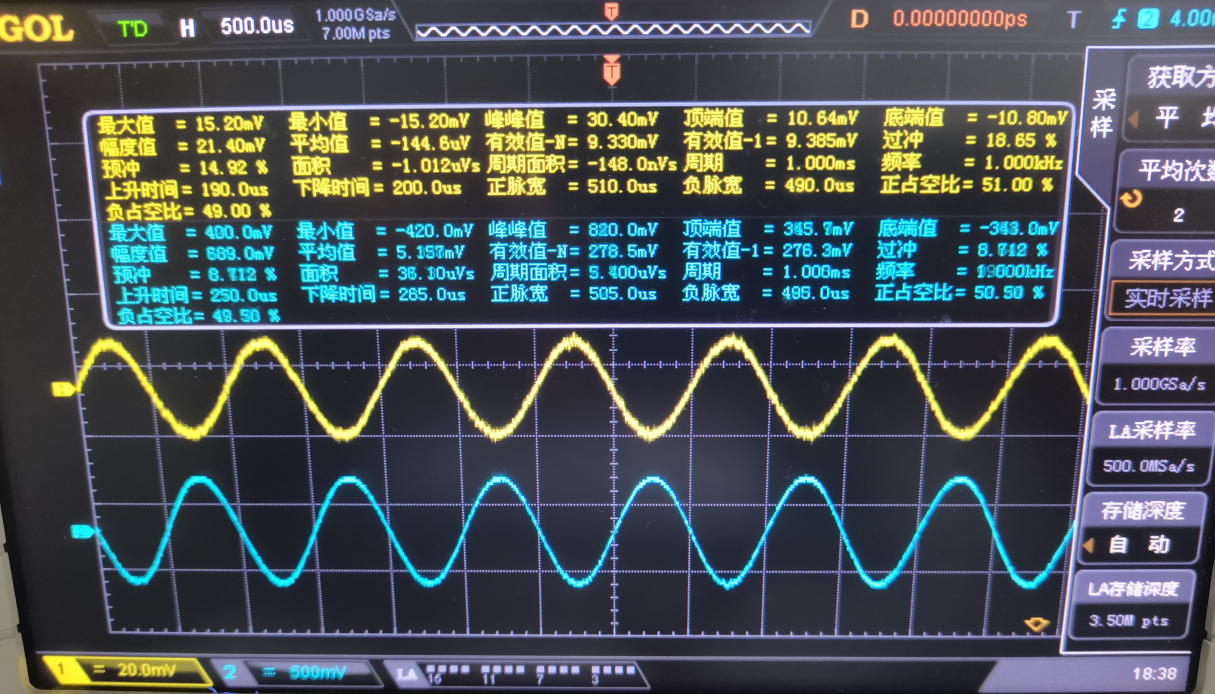 GOL T'D H 500.0us 1.000GSa/s 7.00M pts T D 0.00000000ps T 2 4.00
T
最大值 = 15.20mV 最小值 = -15.20mV 峰峰值 = 30.40mV 顶端值 = 10.64mV 底端值 = -10.80mV
幅度值 = 21.40mV 平均值 = -144.6uV 有效值-N= 9.330mV 有效值-1= 9.385mV 过冲 = 18.65 %
预冲 = 14.92 % 面积 = -1.012uVs 周期面积= -148.0nVs 周期 = 1.000ms 频率 = 1.000kHz
上升时间= 190.0us 下降时间= 200.0us 正脉宽 = 510.0us 负脉宽 = 490.0us 正占空比= 51.00 %
负占空比= 49.00 %
最大值 = 400.0mV 最小值 = -420.0mV 峰峰值 = 820.0mV 顶端值 = 345.7mV 底端值 = -343.0mV
幅度值 = 689.0mV 平均值 = 5.157mV 有效值-N= 278.5mV 有效值-1= 276.3mV 过冲 = 8.712 %
预冲 = 8.712 % 面积 = 36.10uVs 周期面积= 5.400uVs 周期 = 1.000ms 频率 =
上升时间= 250.0us 下降时间= 265.0us 正脉宽 = 505.0us 负脉宽 = 495.0us 正占空比= 50.50 %
负占空比= 49.50 %
1
2
采样
获取方
平 均
平均次数
2
采样方式
实时采样
采样率
1.000GSa/s
LA采样率
500.0MSa/s
存储深度
自 动
LA存储深度
3.50M pts
1 = 20.0mV 2 = 500mV LA 16 11 7 3 18:38